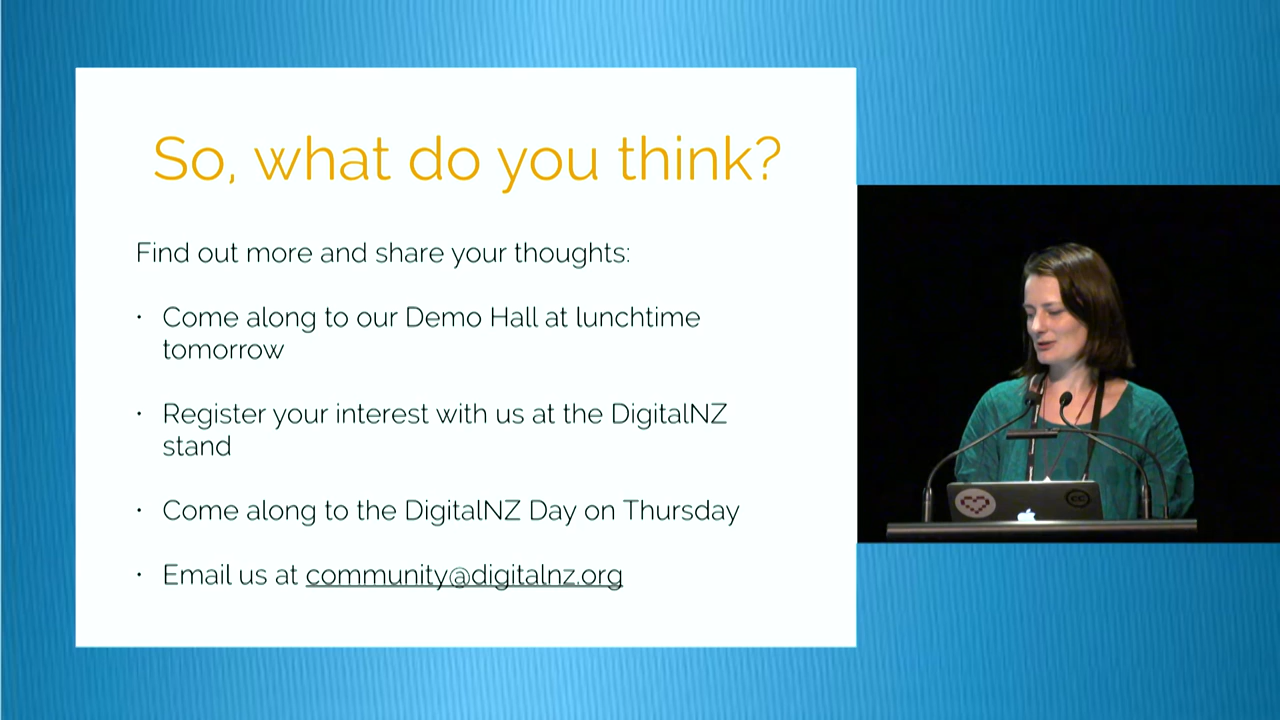 So, what do you think?
Find out more and share your thoughts:
• Come along to our Demo Hall at lunchtime
tomorrow
• Register your interest with us at the DigitalNZ
stand
• Come along to the DigitalNZ Day on Thursday
• Email us at community@digitalnz.org
cc